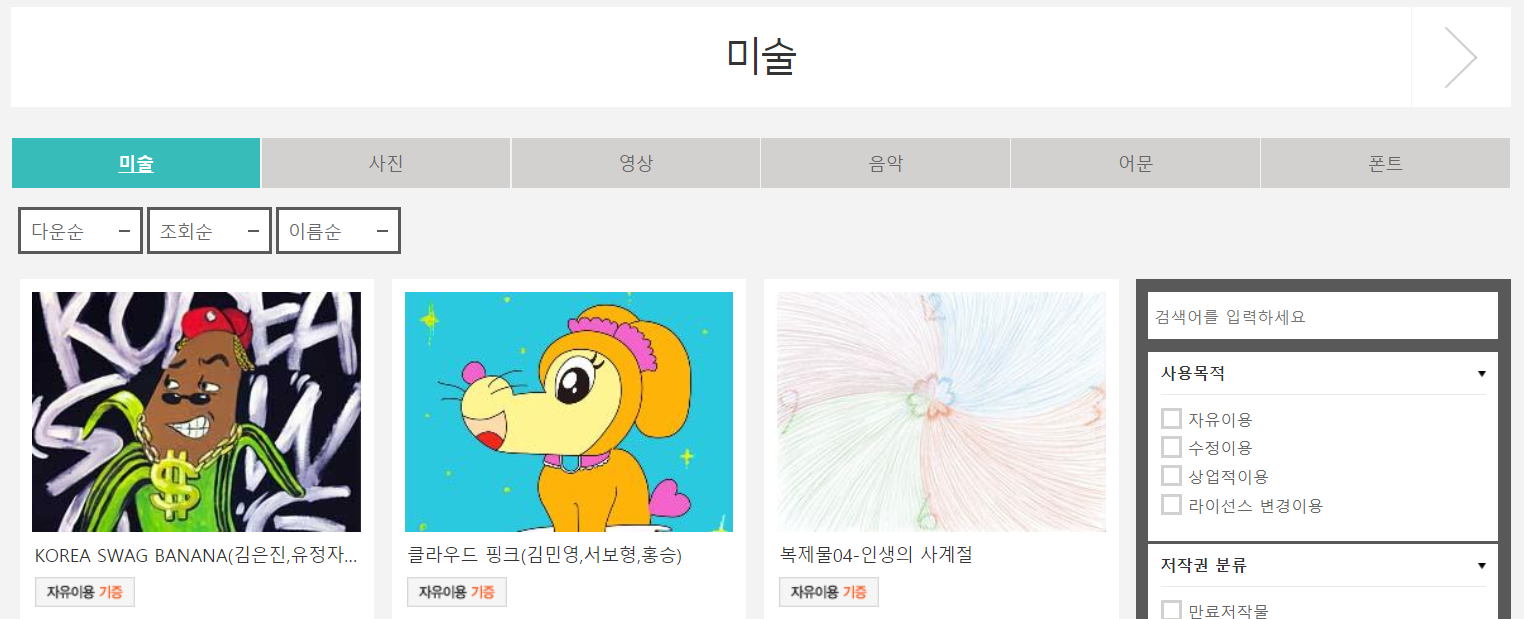 미술
미술 사진 영상 음악 어문 폰트
다운순 조회순 이름순
KOREA SWAG BANANA(김은진,유정자...
자유이용 기증
클라우드 핑크(김민영,서보형,홍승)
자유이용 기증
복제물04-인생의 사계절
자유이용 기증
검색어를 입력하세요
사용목적
자유이용
수정이용
상업적이용
라이선스 변경이용
저작권 분류
만료저작물